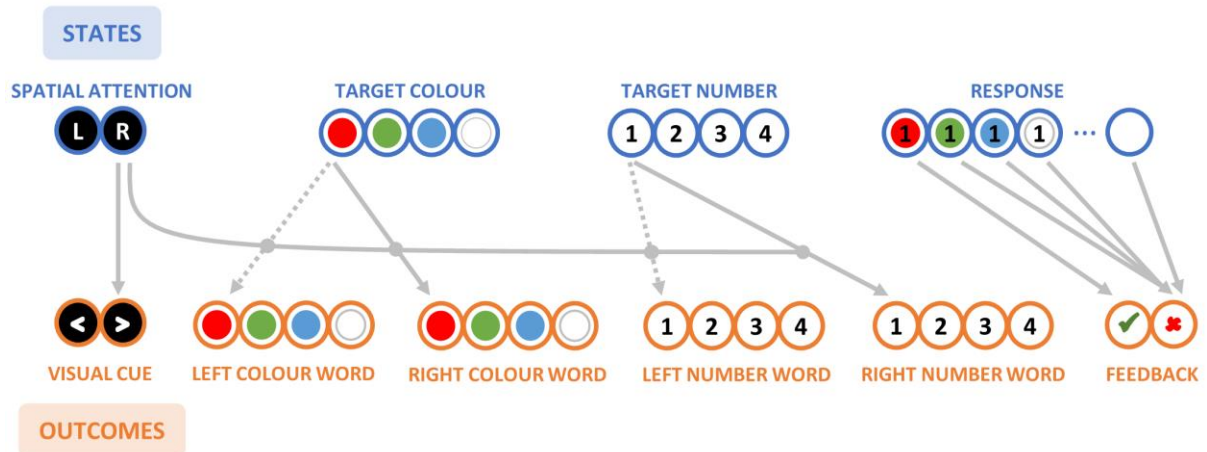 STATES
SPATIAL ATTENTION TARGET COLOUR TARGET NUMBER RESPONSE
L R 1 2 3 4 1 1 1 1 ...
< > 1 2 3 4 1 2 3 4 ✓ ✖
VISUAL CUE LEFT COLOUR WORD RIGHT COLOUR WORD LEFT NUMBER WORD RIGHT NUMBER WORD FEEDBACK
OUTCOMES